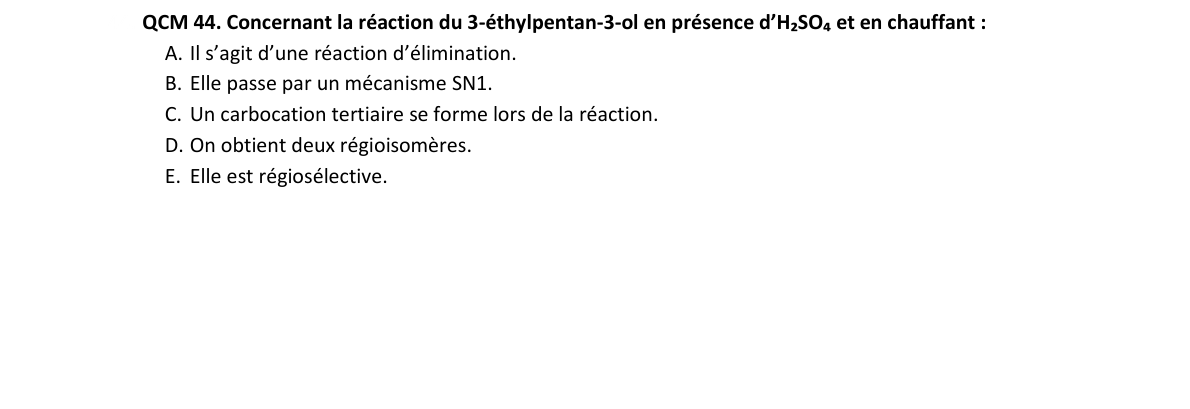 QCM 44. Concernant la réaction du 3-éthylpentan-3-ol en présence d’H₂SO₄ et en chauffant :
A. Il s’agit d’une réaction d’élimination.
B. Elle passe par un mécanisme SN1.
C. Un carbocation tertiaire se forme lors de la réaction.
D. On obtient deux régioisomères.
E. Elle est régiosélective.